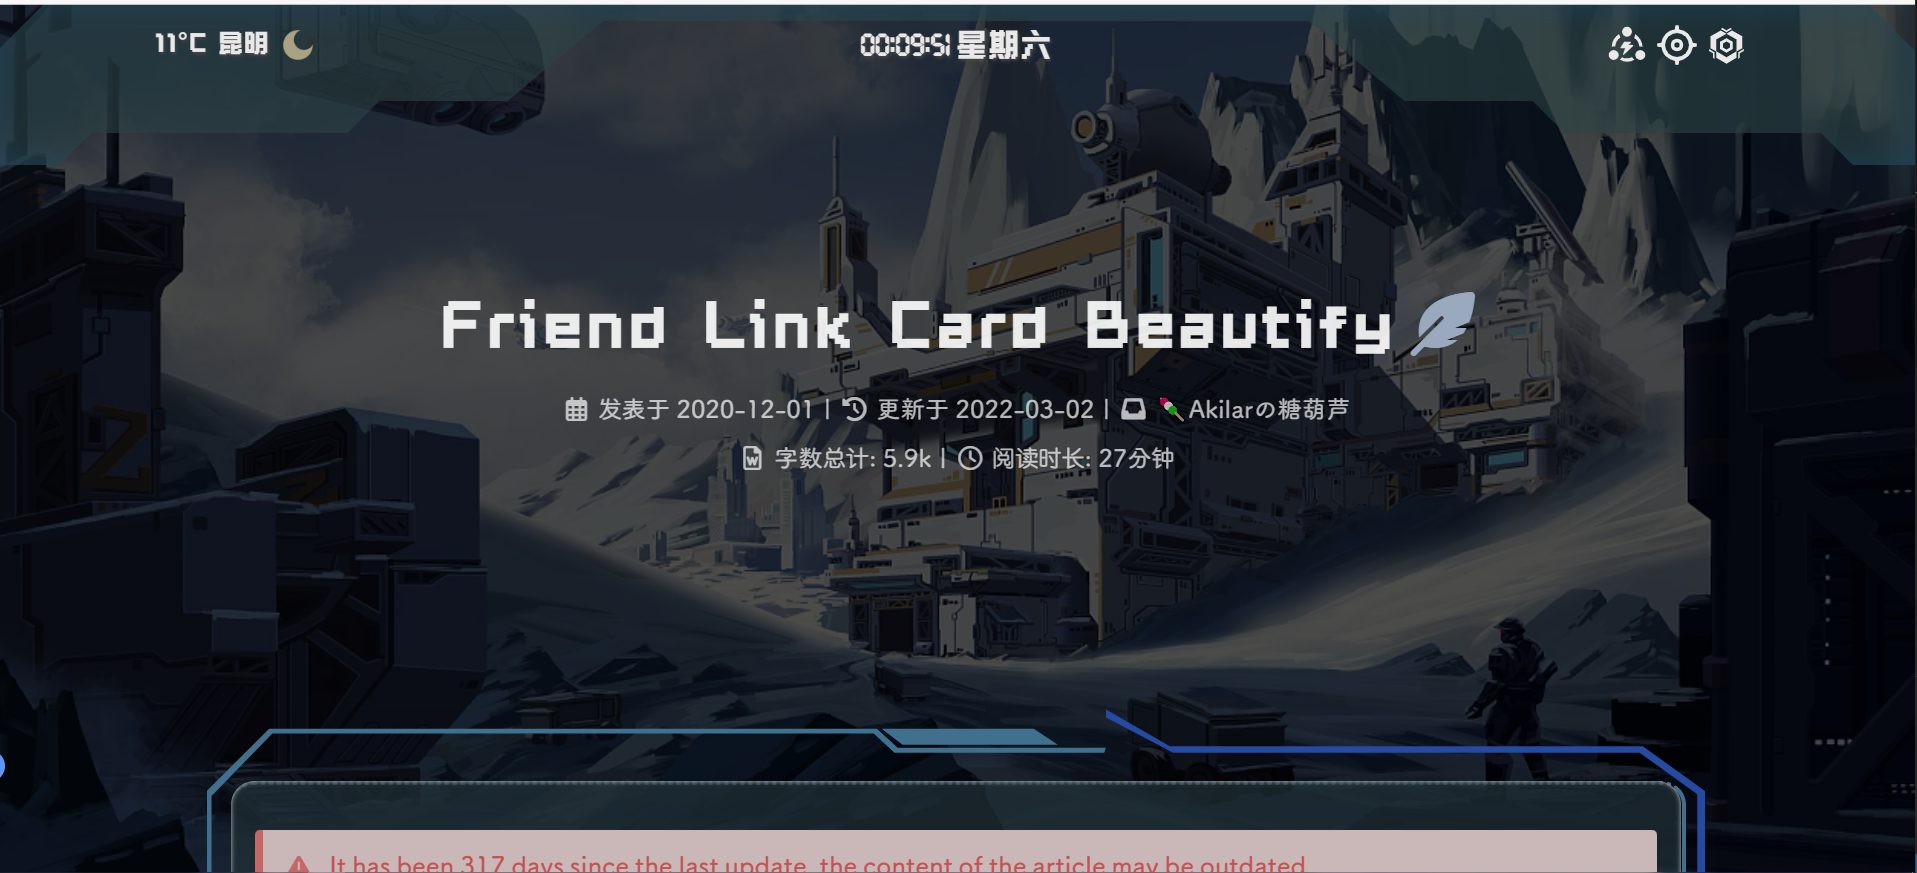 11°C 昆明
00:09:51 星期六
Friend Link Card Beautify
发表于 2020-12-01 | 更新于 2022-03-02 | Akilarの糖葫芦
字数总计: 5.9k | 阅读时长: 27分钟
It has been 317 days since the last update, the content of the article may be outdated.